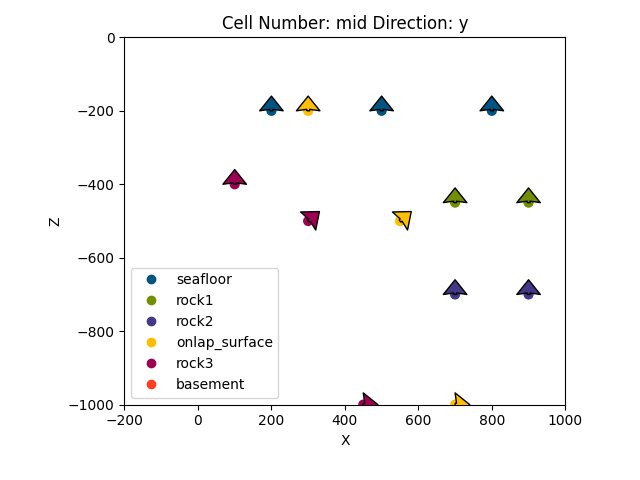 Cell Number: mid Direction: y
0
−200
−400
−600
−800
−1000
Z
seafloor
rock1
rock2
onlap_surface
rock3
basement
−200
0
200
400
600
800
1000
X